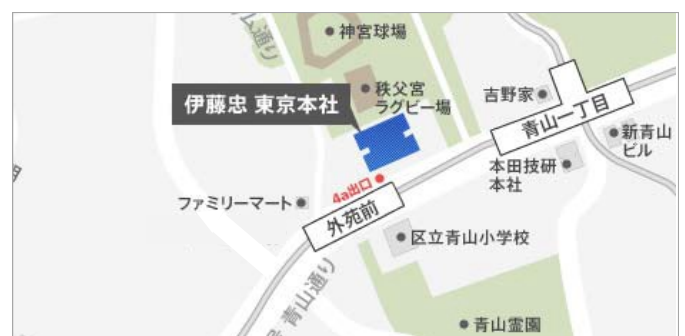 神宮球場
秩父宮
ラグビー場
伊藤忠 東京本社
吉野家
青山一丁目
新青山
ビル
本田技研
本社
4a出口
ファミリーマート
外苑前
区立青山小学校
青山通り
青山霊園